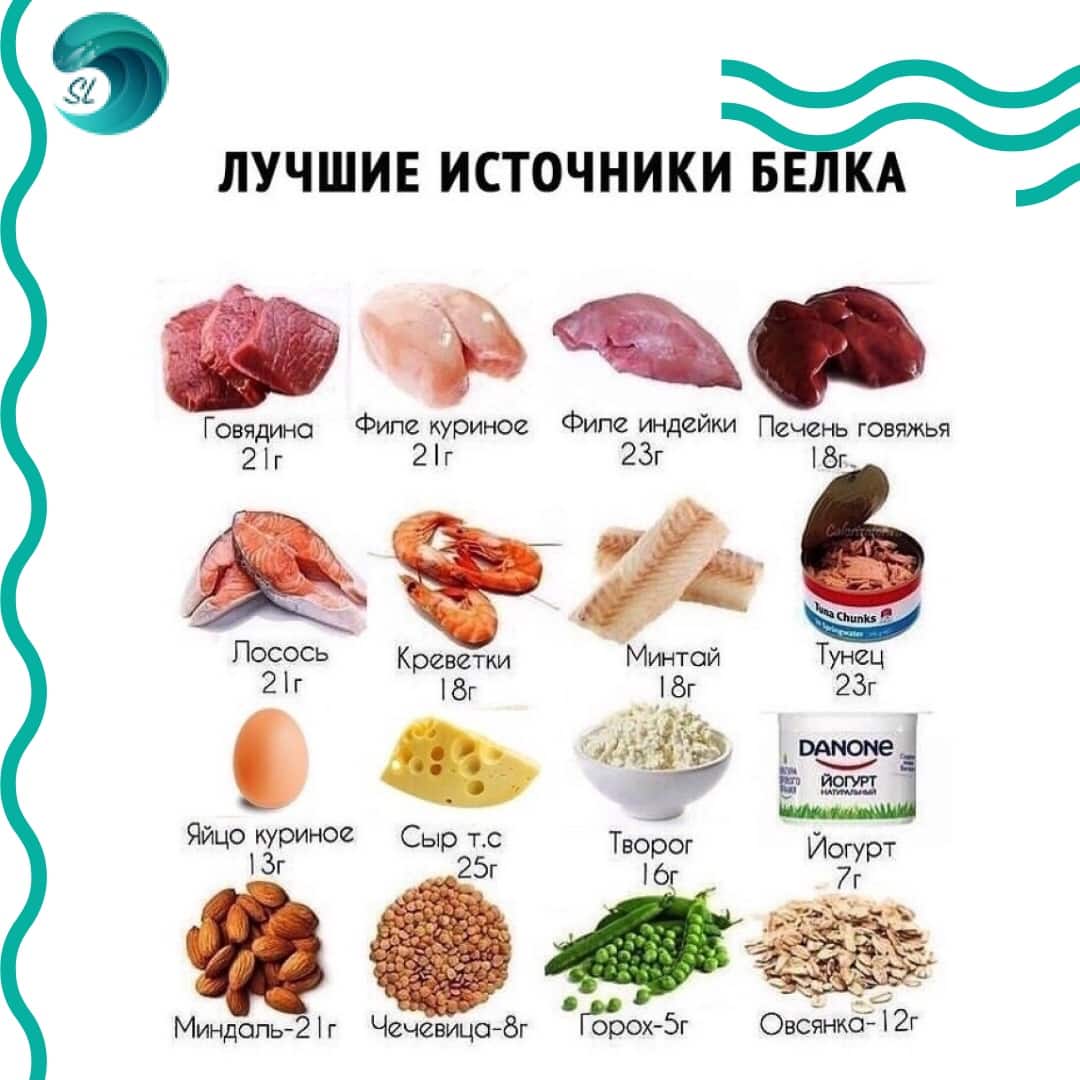 SL
ЛУЧШИЕ ИСТОЧНИКИ БЕЛКА
Говядина
21г
Филе куриное
21г
Филе индейки
23г
Печень говяжья
18г
Лосось
21г
Креветки
18г
Минтай
18г
Tuna Chunks
in Springwater
Тунец
23г
Яйцо куриное
13г
Сыр т.с
25г
Творог
16г
DANONE
ЙОГУРТ
НАТУРАЛЬНЫЙ
Йогурт
7г
Миндаль-21г
Чечевица-8г
Горох-5г
Овсянка-12г